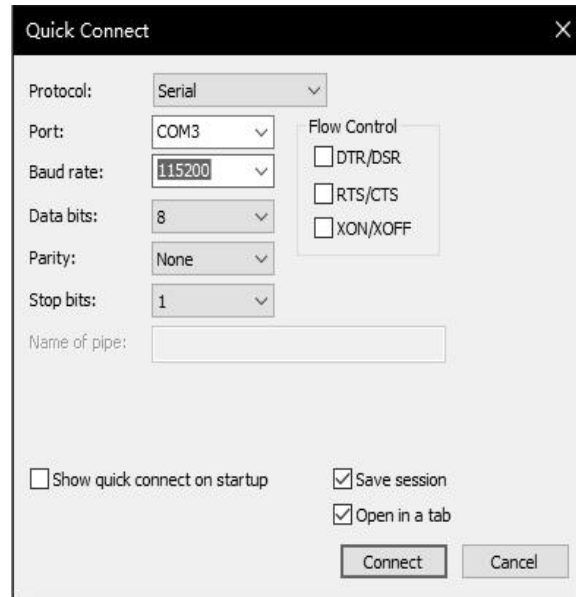 Quick Connect
Protocol: Serial
Port: COM3
Flow Control
DTR/DSR
Baud rate: 115200
RTS/CTS
Data bits: 8
XON/XOFF
Parity: None
Stop bits: 1
Name of pipe:
Show quick connect on startup
Save session
Open in a tab
Connect Cancel